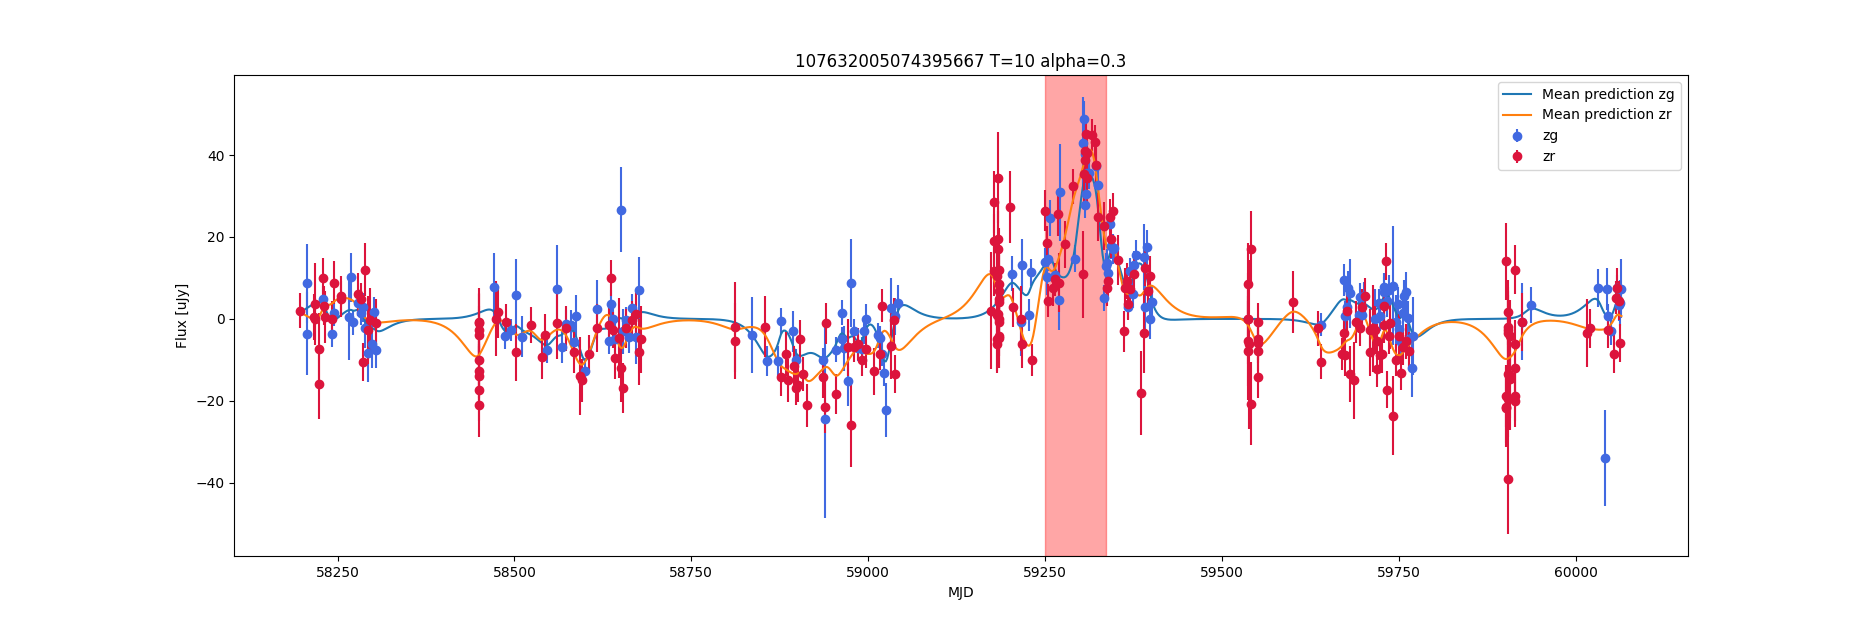 107632005074395667 T=10 alpha=0.3
Mean prediction zg
Mean prediction zr
zg
zr
Flux [uJy]
40
20
0
−20
−40
58250 58500 58750 59000 59250 59500 59750 60000
MJD